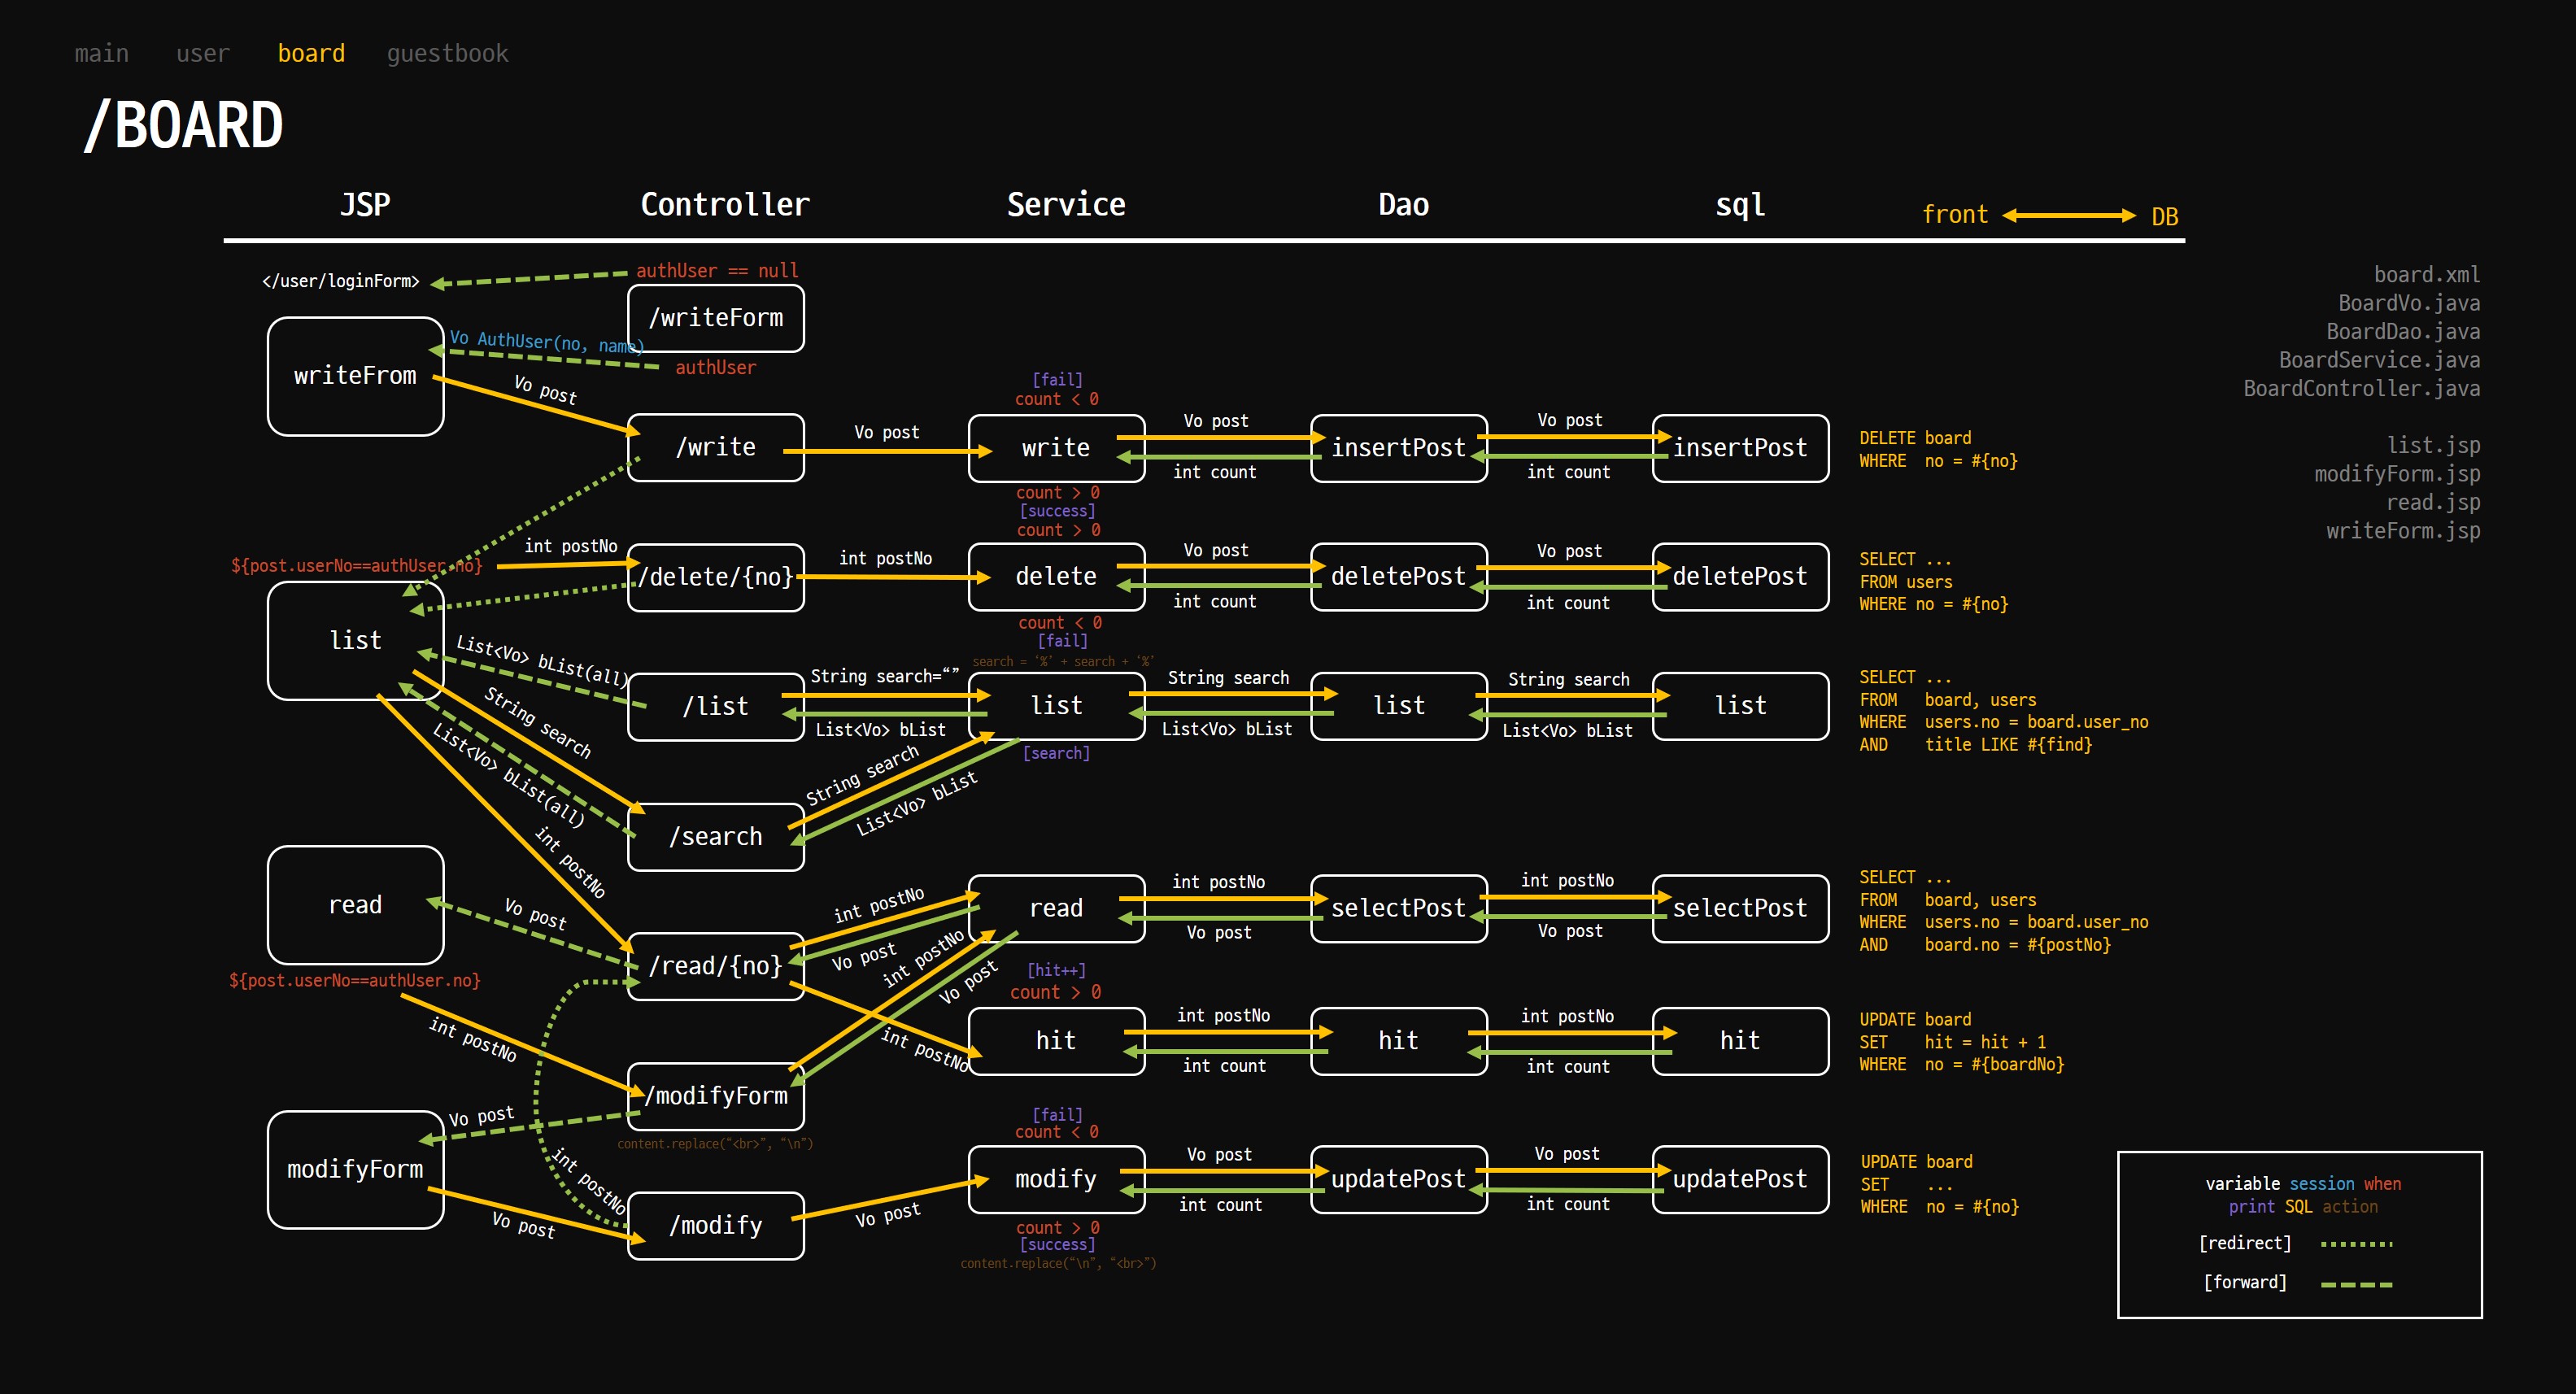 main user board guestbook
/BOARD
JSP Controller Service Dao sql front DB
</user/loginForm>
authUser == null
/writeForm
Vo AuthUser(no, name)
authUser
writeFrom
Vo post
[fail]
count < 0
/write
Vo post
write
Vo post
int count
insertPost
Vo post
int count
insertPost
DELETE board
WHERE no = #{no}
count > 0
[success]
count > 0
${post.userNo==authUser.no}
int postNo
/delete/{no}
int postNo
delete
Vo post
int count
deletePost
Vo post
int count
deletePost
SELECT ...
FROM users
WHERE no = #{no}
count < 0
[fail]
search = ‘%’ + search + ‘%’
list
List<Vo> bList(all)
/list
String search=“”
List<Vo> bList
list
String search
List<Vo> bList
list
String search
List<Vo> bList
list
SELECT ...
FROM board, users
WHERE users.no = board.user_no
AND title LIKE #{find}
[search]
String search
List<Vo> bList(all)
int postNo
/search
String search
List<Vo> bList
read
Vo post
/read/{no}
int postNo
Vo post
int postNo
Vo post
int postNo
read
int postNo
Vo post
selectPost
int postNo
Vo post
selectPost
SELECT ...
FROM board, users
WHERE users.no = board.user_no
AND board.no = #{postNo}
${post.userNo==authUser.no}
int postNo
[hit++]
count > 0
hit
int postNo
int count
hit
int postNo
int count
hit
UPDATE board
SET hit = hit + 1
WHERE no = #{boardNo}
/modifyForm
content.replace(“<br>”, “\n”)
Vo post
modifyForm
int postNo
Vo post
/modify
Vo post
[fail]
count < 0
modify
Vo post
int count
updatePost
Vo post
int count
updatePost
UPDATE board
SET ...
WHERE no = #{no}
count > 0
[success]
content.replace(“\n”, “<br>”)
board.xml
BoardVo.java
BoardDao.java
BoardService.java
BoardController.java
list.jsp
modifyForm.jsp
read.jsp
writeForm.jsp
variable session when
print SQL action
[redirect]
[forward]